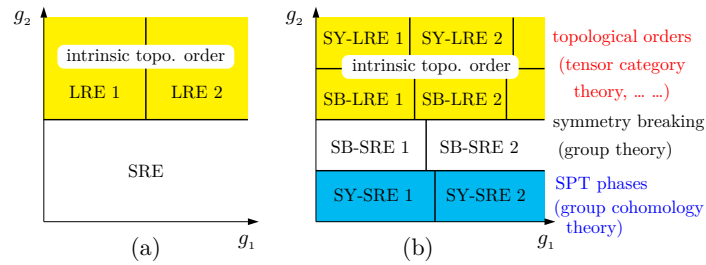 g2
intrinsic topo. order
LRE 1 LRE 2
SRE
g1
(a)
g2
SY-LRE 1 SY-LRE 2
intrinsic topo. order
SB-LRE 1 SB-LRE 2
SB-SRE 1 SB-SRE 2
SY-SRE 1 SY-SRE 2
g1
(b)
topological orders
(tensor category
theory, ... ...)
symmetry breaking
(group theory)
SPT phases
(group cohomology
theory)